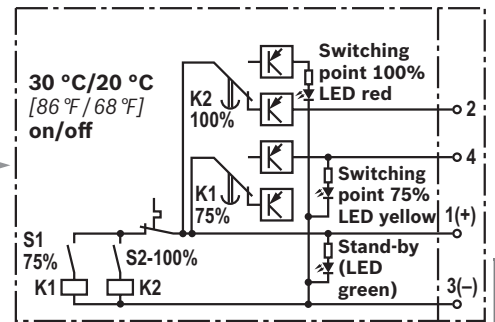 30 °C/20 °C
[86 °F / 68 °F]
on/off
Switching
point 100%
LED red
K2
100%
2
4
K1
75%
Switching
point 75%
LED yellow
1(+)
S1
75%
S2-100%
Stand-by
(LED
green)
K1
K2
3(–)